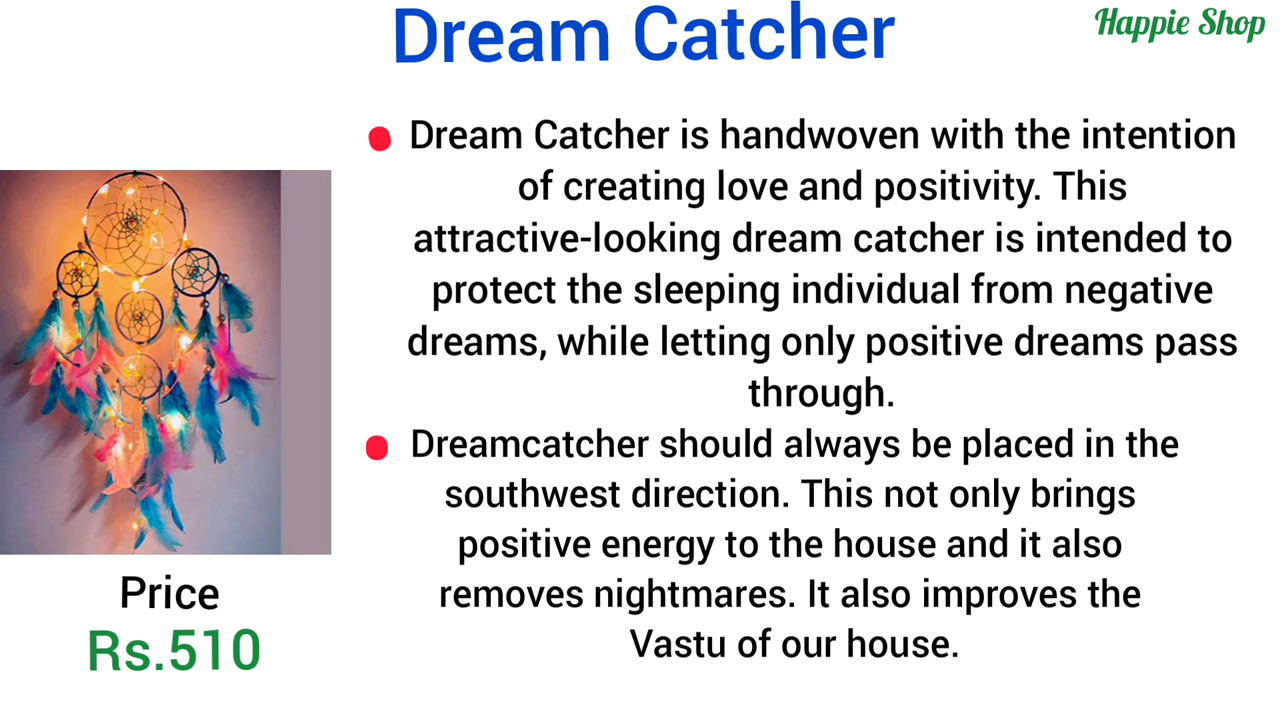 Dream Catcher
Happie Shop
Dream Catcher is handwoven with the intention
of creating love and positivity. This
attractive-looking dream catcher is intended to
protect the sleeping individual from negative
dreams, while letting only positive dreams pass
through.
Dreamcatcher should always be placed in the
southwest direction. This not only brings
positive energy to the house and it also
removes nightmares. It also improves the
Vastu of our house.
Price
Rs.510